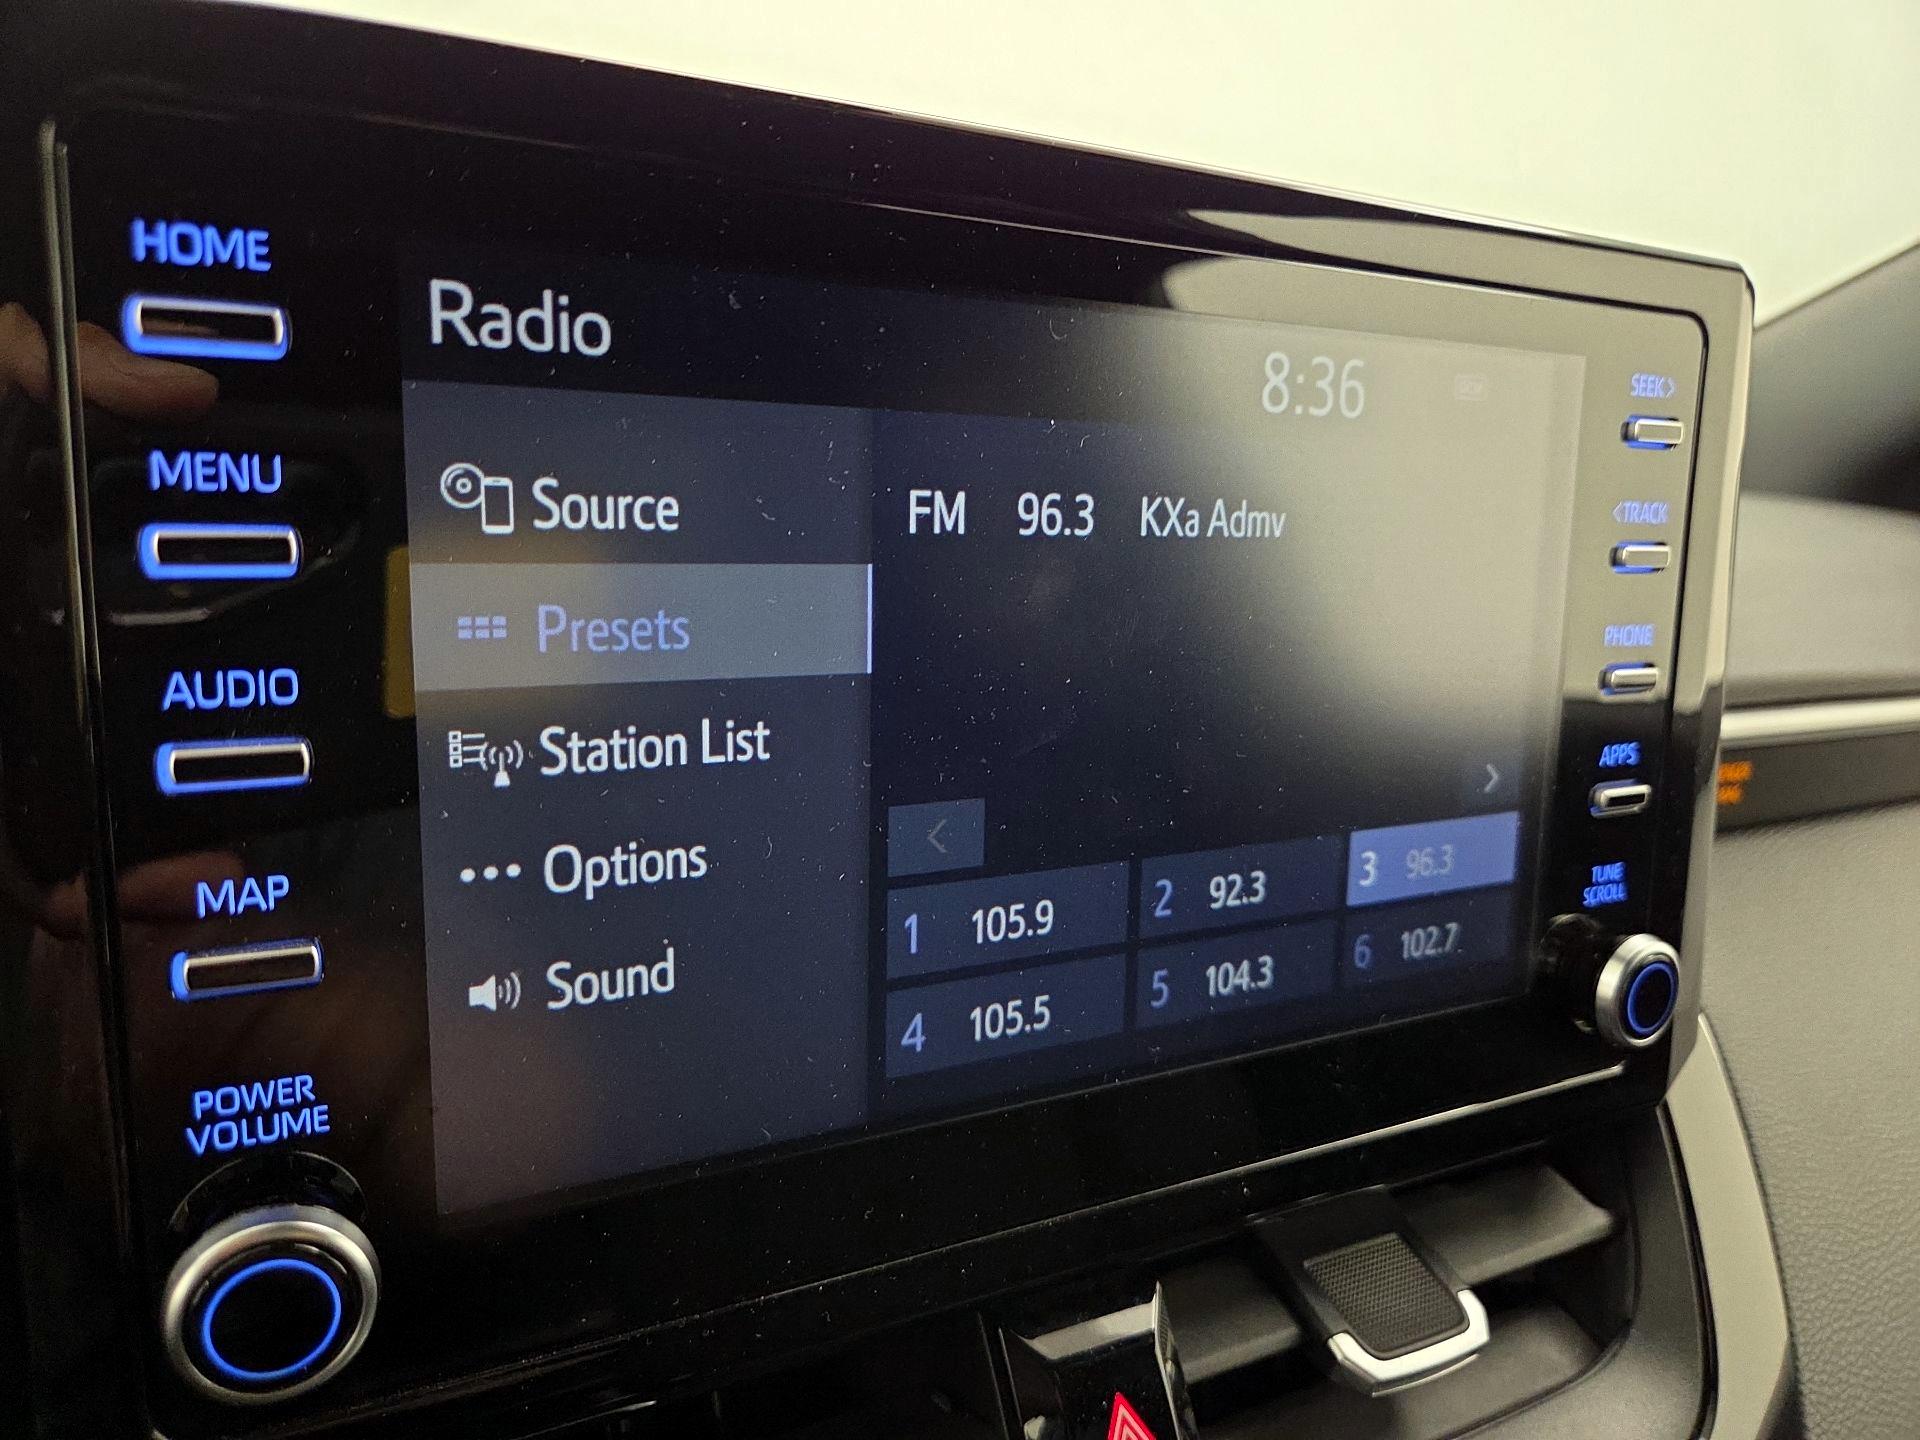 HOME
MENU
AUDIO
MAP
POWER
VOLUME
Radio
8:36
Source
Presets
Station List
Options
Sound
FM 96.3 KXa Admv
<
>
1 105.9
2 92.3
3 96.3
4 105.5
5 104.3
6 102.7
SEEK>
<TRACK
PHONE
APPS
TUNE
SCROLL